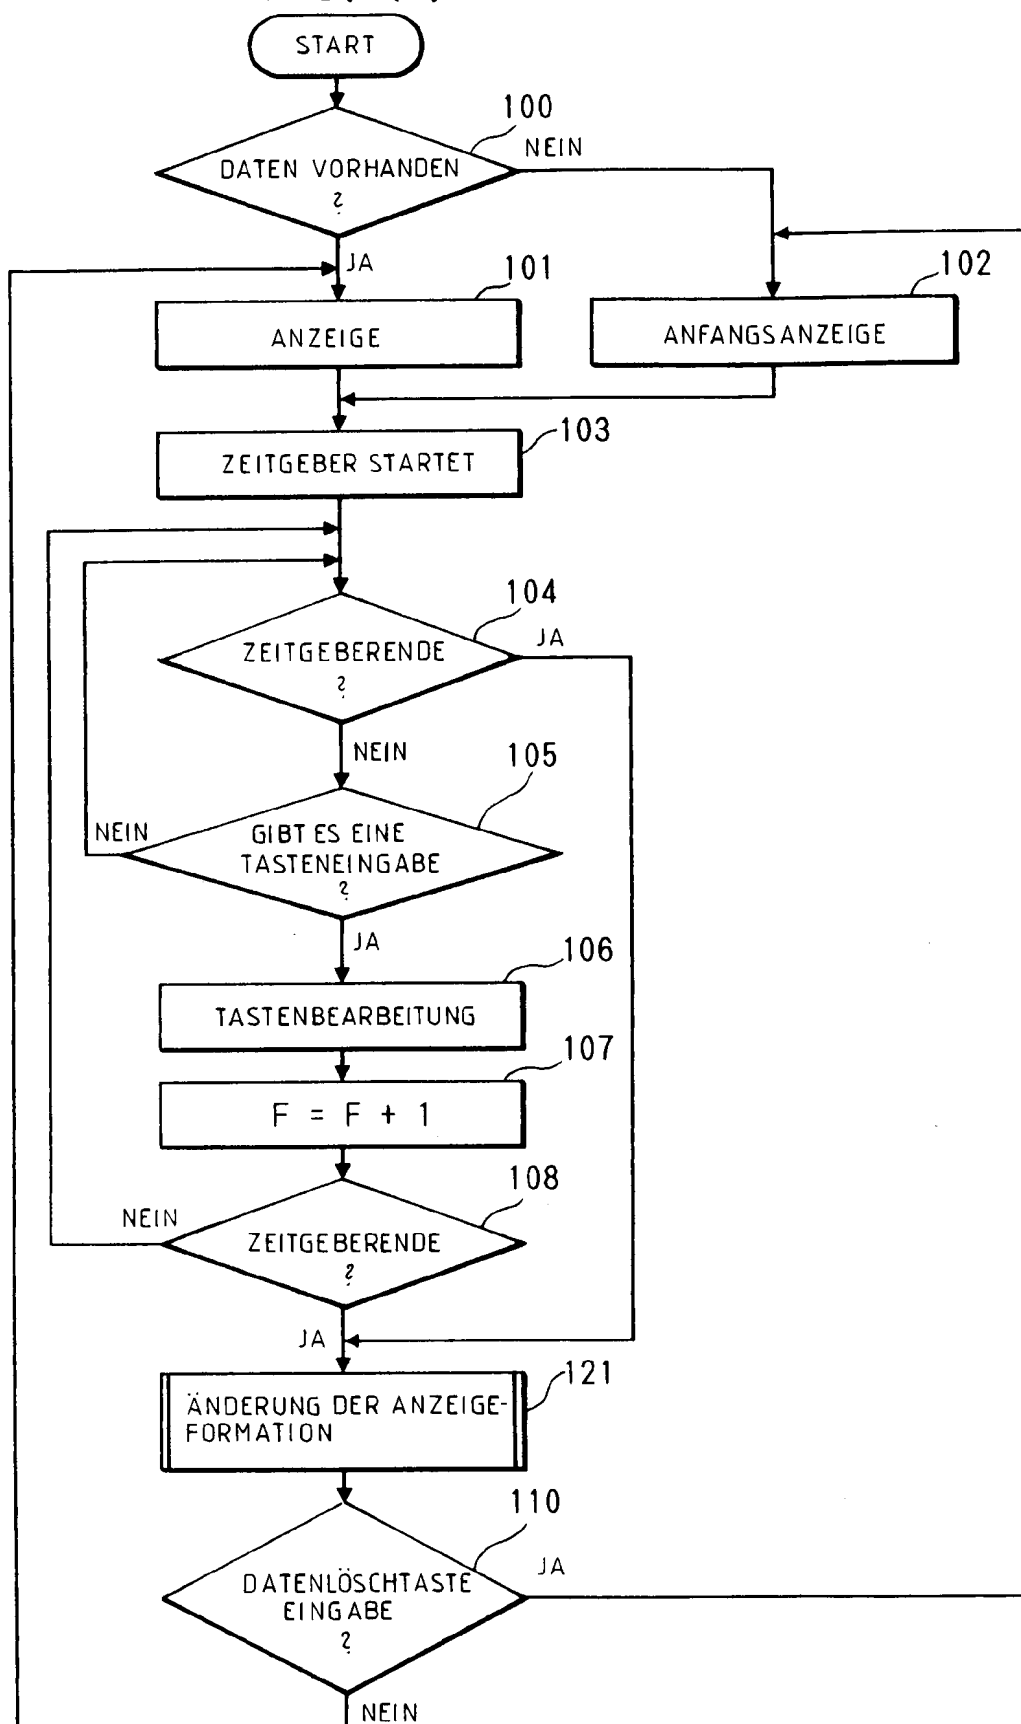 START
100
DATEN VORHANDEN
?
NEIN
JA
101
ANZEIGE
102
ANFANGSANZEIGE
103
ZEITGEBER STARTET
104
ZEITGEBERENDE
?
JA
NEIN
105
NEIN
GIBT ES EINE
TASTENEINGABE
?
JA
106
TASTENBEARBEITUNG
107
F = F + 1
108
NEIN
ZEITGEBERENDE
?
JA
121
ÄNDERUNG DER ANZEIGE-
FORMATION
110
JA
DATENLÖSCHTASTE
EINGABE
?
NEIN